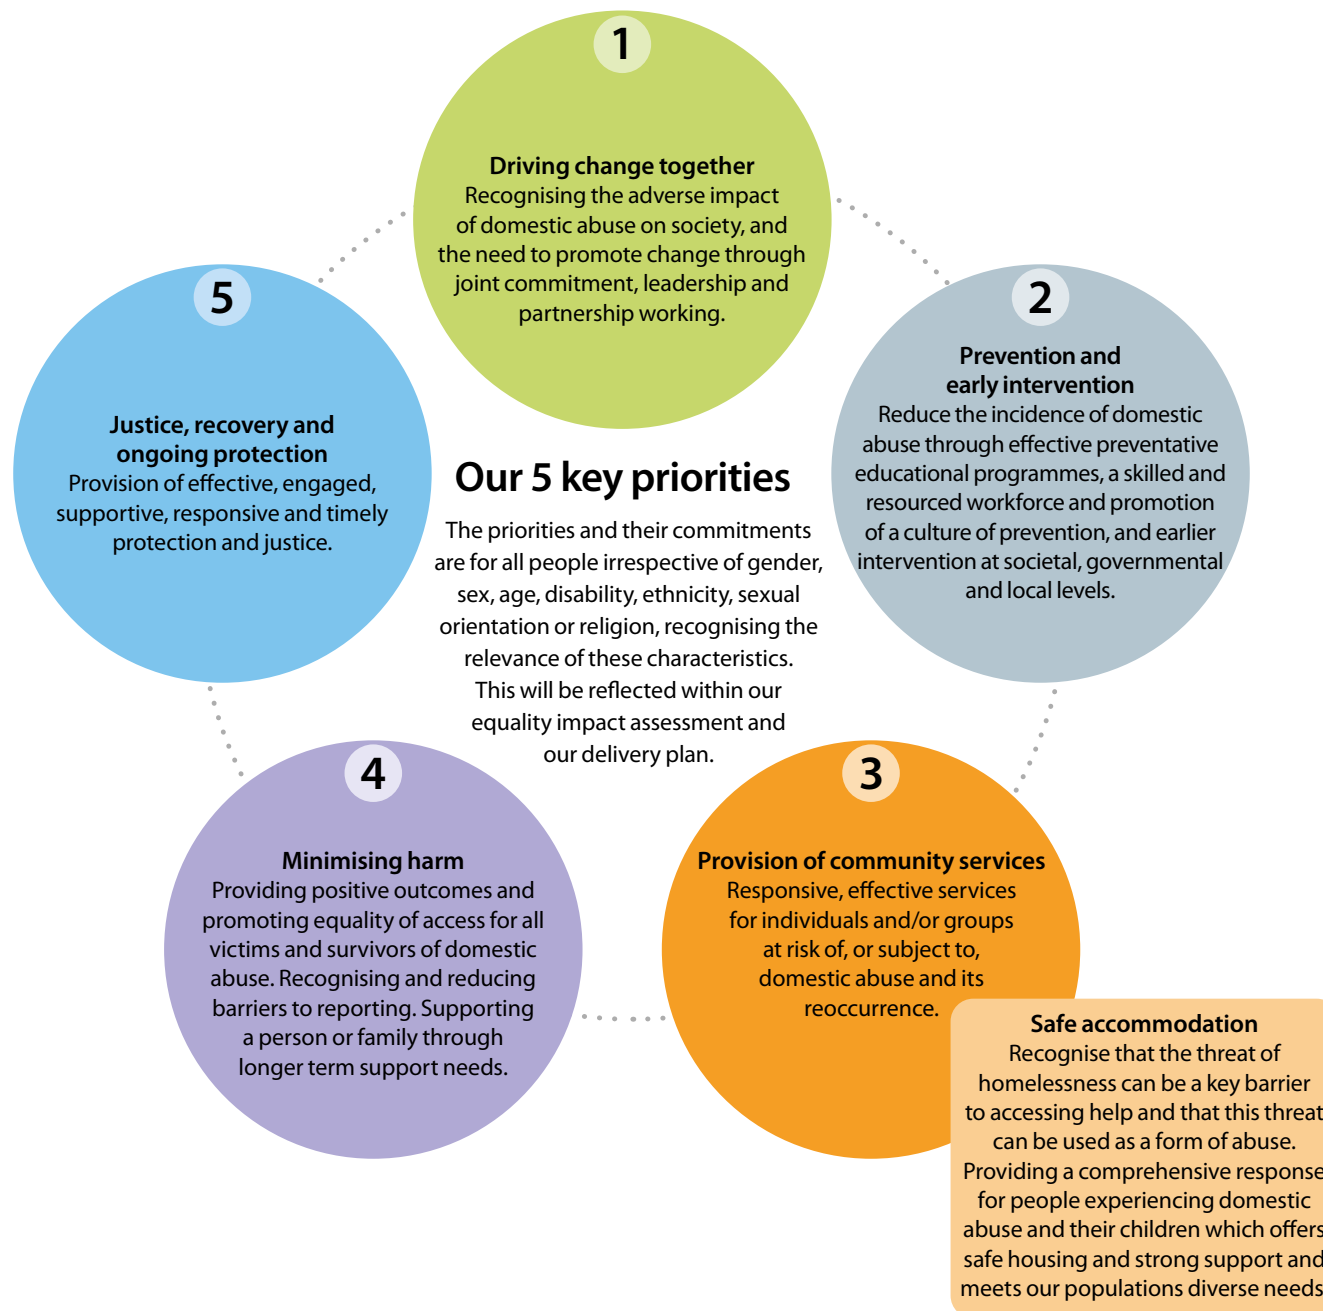 1
Driving change together
Recognising the adverse impact
of domestic abuse on society, and
the need to promote change through
joint commitment, leadership and
partnership working.
2
Prevention and
early intervention
Reduce the incidence of domestic
abuse through effective preventative
educational programmes, a skilled and
resourced workforce and promotion
of a culture of prevention, and earlier
intervention at societal, governmental
and local levels.
5
Justice, recovery and
ongoing protection
Provision of effective, engaged,
supportive, responsive and timely
protection and justice.
Our 5 key priorities
The priorities and their commitments
are for all people irrespective of gender,
sex, age, disability, ethnicity, sexual
orientation or religion, recognising the
relevance of these characteristics.
This will be reflected within our
equality impact assessment and
our delivery plan.
4
Minimising harm
Providing positive outcomes and
promoting equality of access for all
victims and survivors of domestic
abuse. Recognising and reducing
barriers to reporting. Supporting
a person or family through
longer term support needs.
3
Provision of community services
Responsive, effective services
for individuals and/or groups
at risk of, or subject to,
domestic abuse and its
reoccurrence.
Safe accommodation
Recognise that the threat of
homelessness can be a key barrier
to accessing help and that this threat
can be used as a form of abuse.
Providing a comprehensive response
for people experiencing domestic
abuse and their children which offers
safe housing and strong support and
meets our populations diverse needs